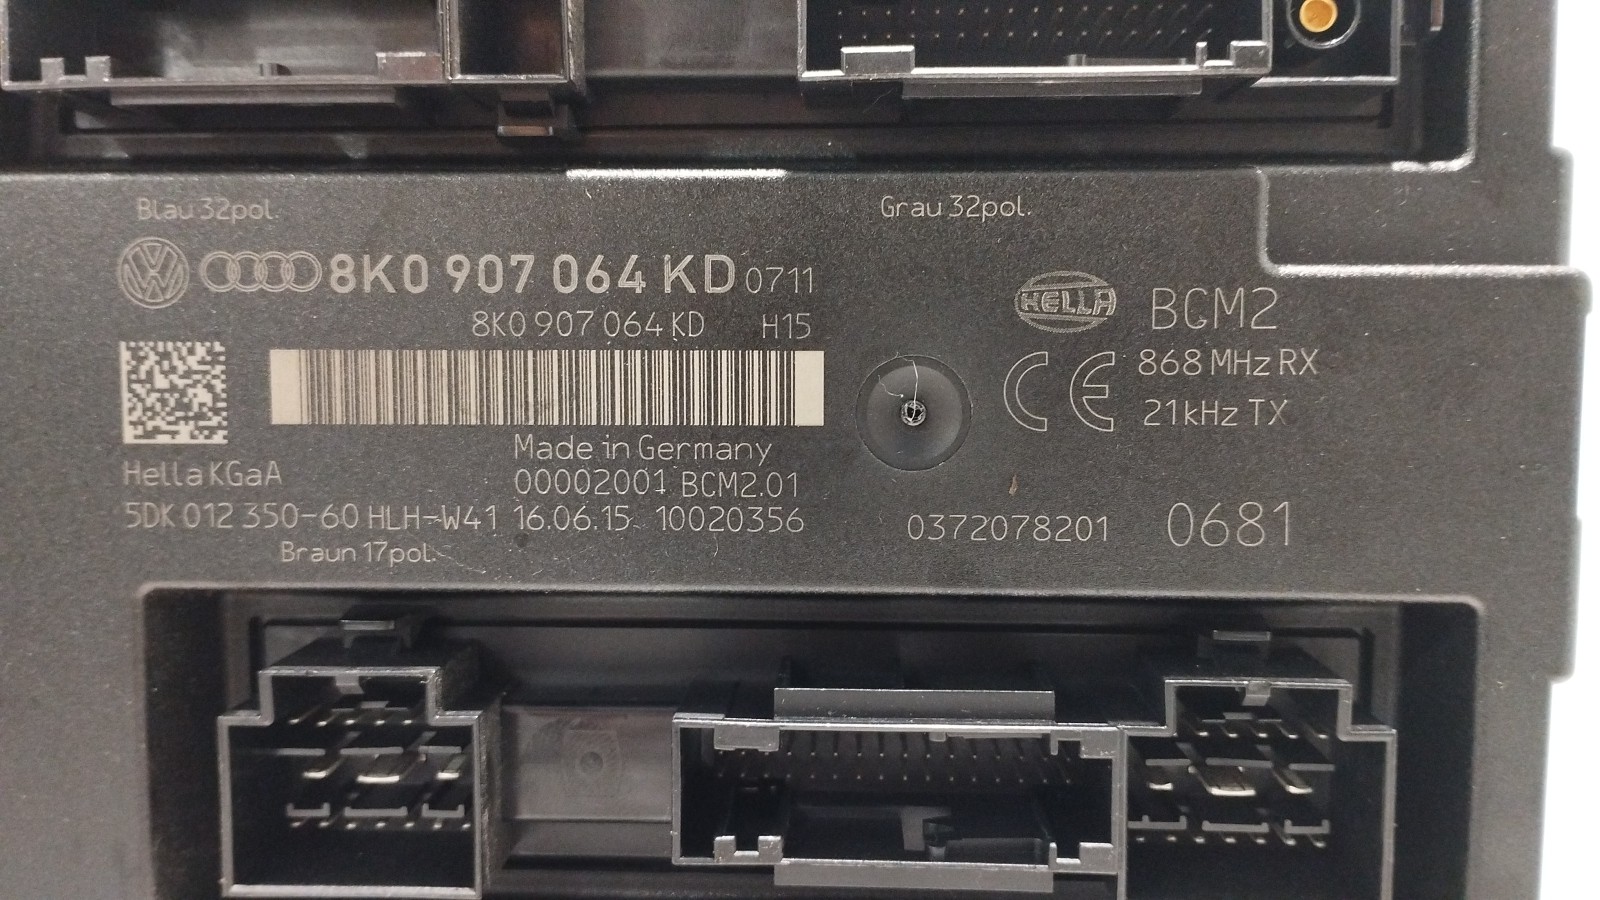 Blau 32pol. Grau 32pol.
8K0 907 064 KD 0711
8K0 907 064 KD H15
HELLA BCM2
CE 868 MHz RX
21kHz TX
Made in Germany
Hella KGaA 00002001 BCM2.01
5DK 012 350-60 HLH-W41 16.06.15 10020356 0372078201 0681
Braun 17pol.